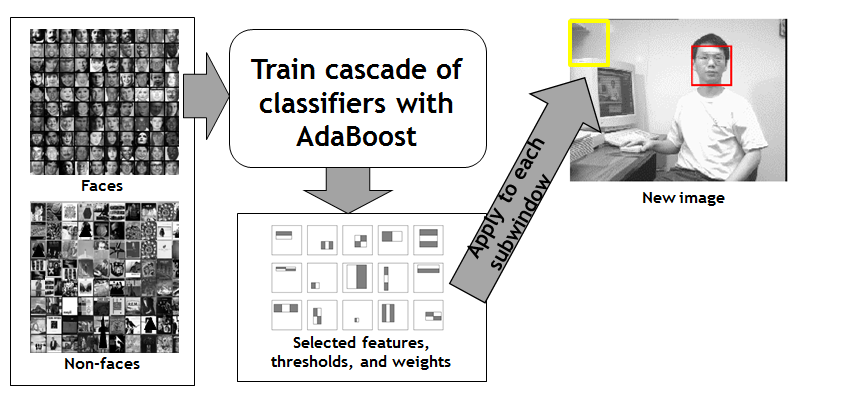 Faces
Non-faces
Train cascade of
classifiers with
AdaBoost
Selected features,
thresholds, and weights
Apply to each
subwindow
New image